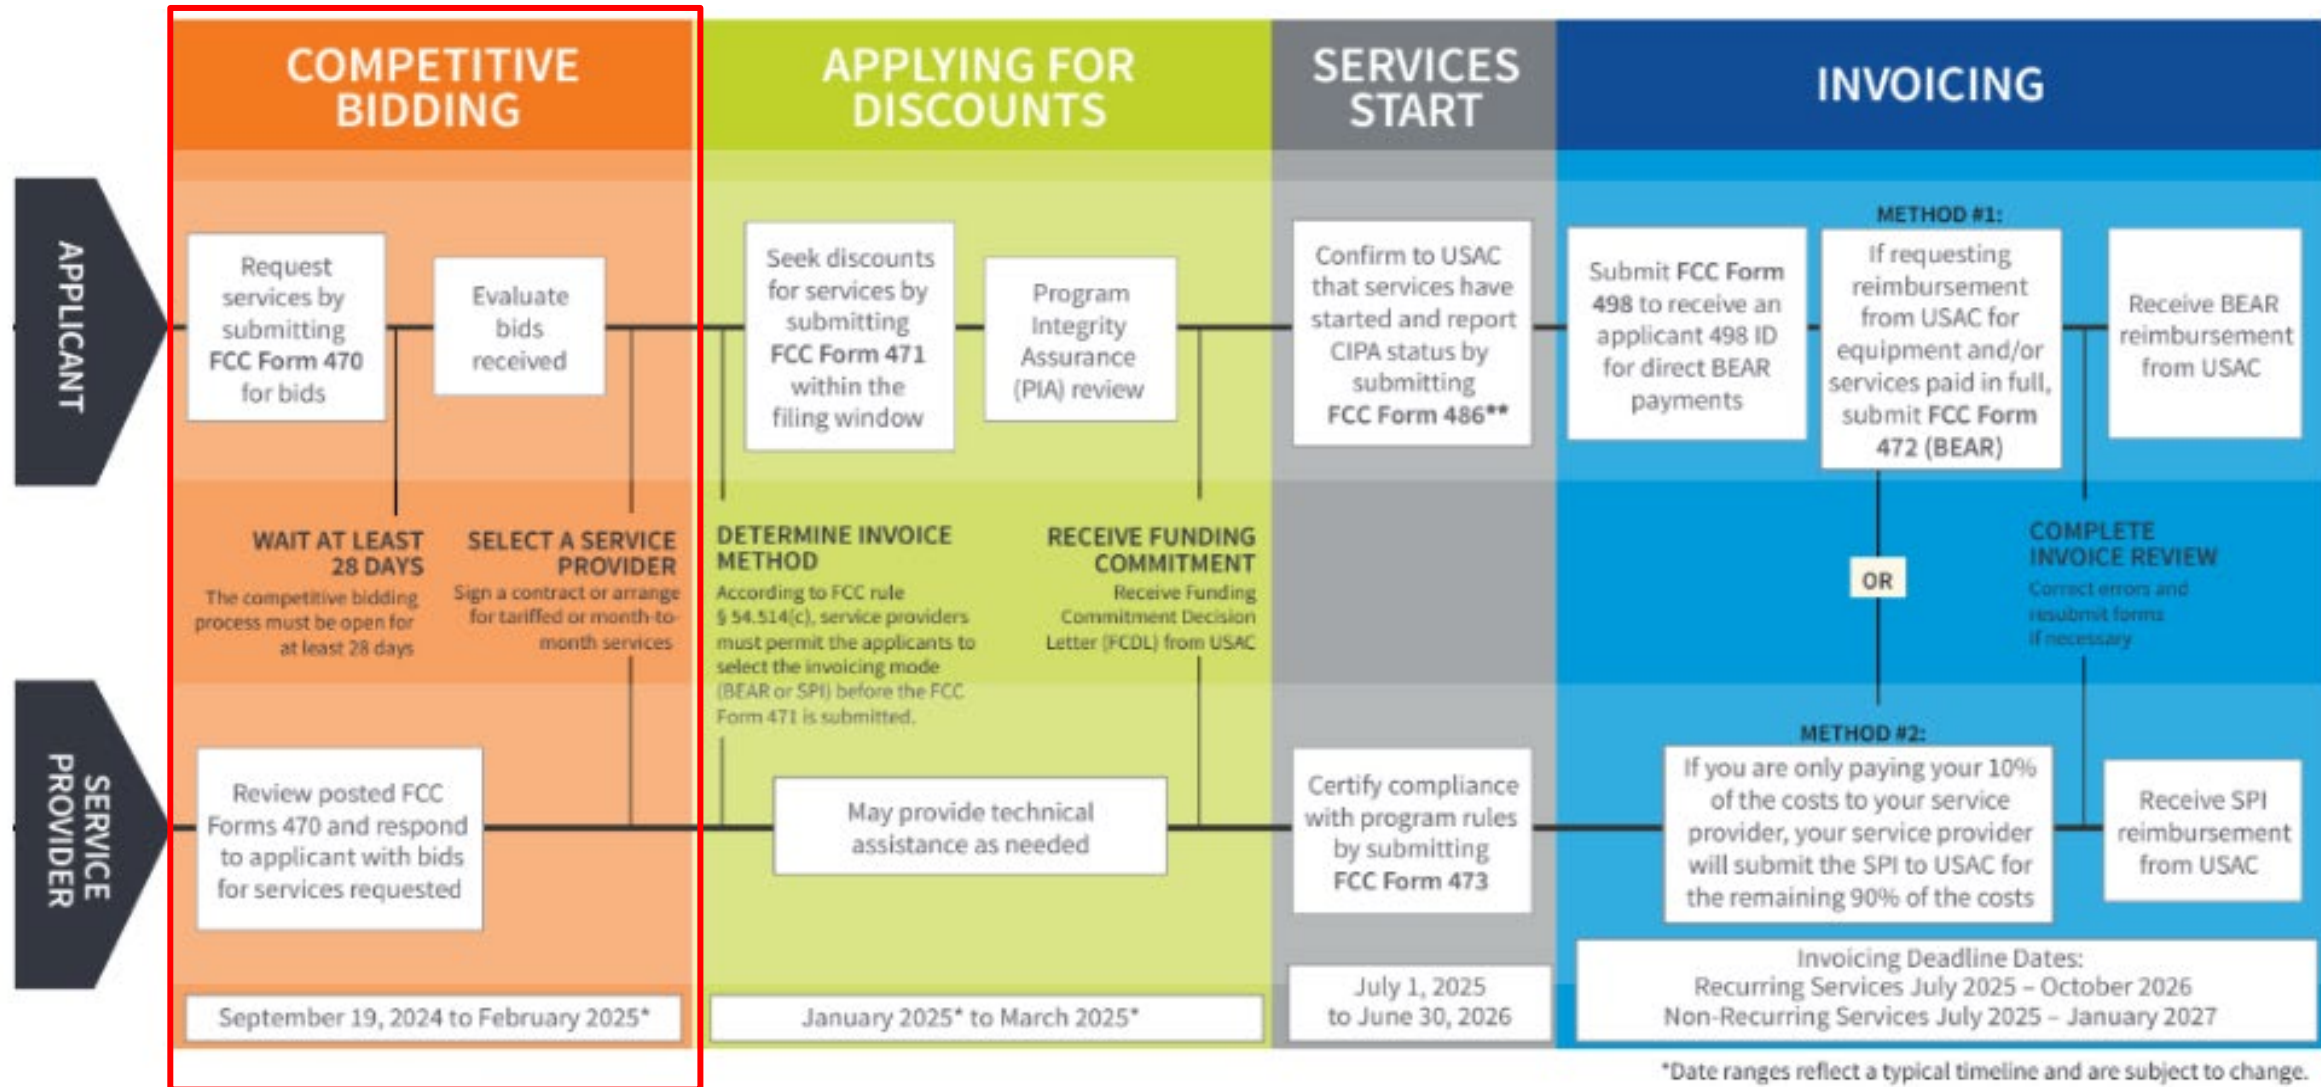 COMPETITIVE
BIDDING
APPLYING FOR
DISCOUNTS
SERVICES
START
INVOICING
APPLICANT
Request
services by
submitting
FCC Form 470
for bids
Evaluate
bids
received
Seek discounts
for services by
submitting
FCC Form 471
within the
filing window
Program
Integrity
Assurance
(PIA) review
Confirm to USAC
that services have
started and report
CIPA status by
submitting
FCC Form 486**
Submit FCC Form
498 to receive an
applicant 498 ID
for direct BEAR
payments
METHOD #1:
If requesting
reimbursement
from USAC for
equipment and/or
services paid in full,
submit FCC Form
472 (BEAR)
Receive BEAR
reimbursement
from USAC
WAIT AT LEAST
28 DAYS
The competitive bidding
process must be open for
at least 28 days
SELECT A SERVICE
PROVIDER
Sign a contract or arrange
for tariffed or month-to-
month services
DETERMINE INVOICE
METHOD
According to FCC rule
§ 54.514(c), service providers
must permit the applicants to
select the invoicing mode
(BEAR or SPI) before the FCC
Form 471 is submitted.
RECEIVE FUNDING
COMMITMENT
Receive Funding
Commitment Decision
Letter (FCDL) from USAC
OR
COMPLETE
INVOICE REVIEW
Correct errors and
resubmit forms
if necessary
SERVICE
PROVIDER
Review posted FCC
Forms 470 and respond
to applicant with bids
for services requested
May provide technical
assistance as needed
Certify compliance
with program rules
by submitting
FCC Form 473
METHOD #2:
If you are only paying your 10%
of the costs to your service
provider, your service provider
will submit the SPI to USAC for
the remaining 90% of the costs
Receive SPI
reimbursement
from USAC
September 19, 2024 to February 2025*
January 2025* to March 2025*
July 1, 2025
to June 30, 2026
Invoicing Deadline Dates:
Recurring Services July 2025 – October 2026
Non-Recurring Services July 2025 – January 2027
*Date ranges reflect a typical timeline and are subject to change.